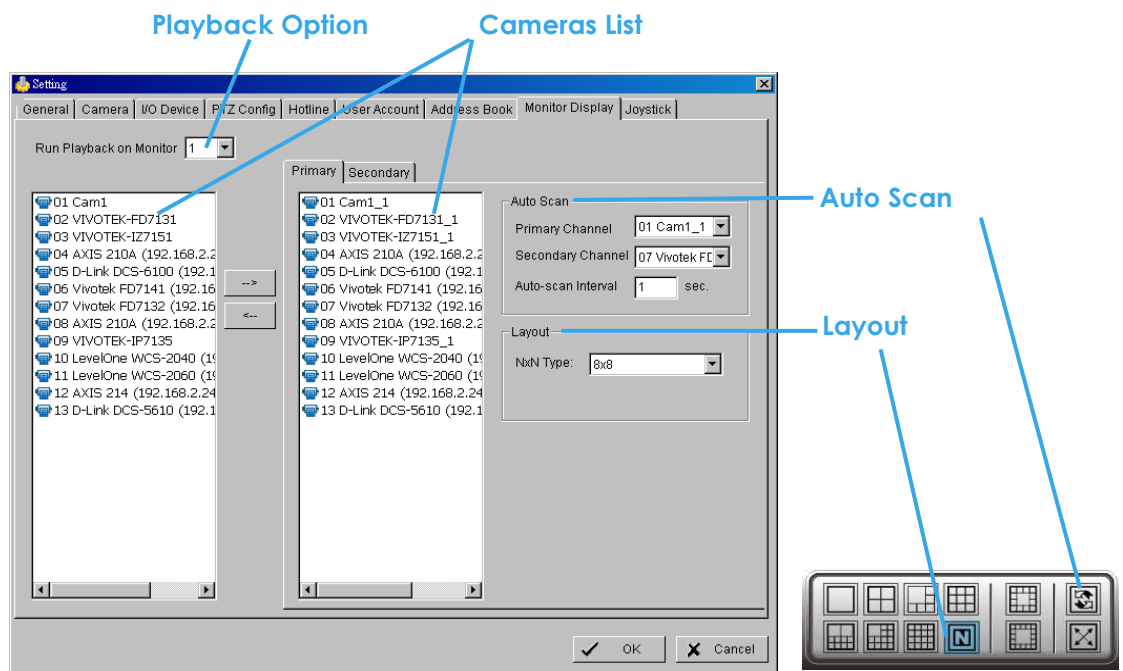 Playback Option
Cameras List
Setting
General Camera I/O Device PTZ Config Hotline User Account Address Book Monitor Display Joystick
Run Playback on Monitor 1
Primary Secondary
01 Cam1
02 VIVOTEK-FD7131
03 VIVOTEK-IZ7151
04 AXIS 210A (192.168.2.2
05 D-Link DCS-6100 (192.1
06 Vivotek FD7141 (192.16
07 Vivotek FD7132 (192.16
08 AXIS 210A (192.168.2.2
09 VIVOTEK-IP7135
10 LevelOne WCS-2040 (19
11 LevelOne WCS-2060 (19
12 AXIS 214 (192.168.2.24
13 D-Link DCS-5610 (192.1
-->
<--
01 Cam1_1
02 VIVOTEK-FD7131_1
03 VIVOTEK-IZ7151_1
04 AXIS 210A (192.168.2.2
05 D-Link DCS-6100 (192.1
06 Vivotek FD7141 (192.16
07 Vivotek FD7132 (192.16
08 AXIS 210A (192.168.2.2
09 VIVOTEK-IP7135_1
10 LevelOne WCS-2040 (19
11 LevelOne WCS-2060 (19
12 AXIS 214 (192.168.2.24
13 D-Link DCS-5610 (192.1
Auto Scan
Primary Channel 01 Cam1_1
Secondary Channel 07 Vivotek FD
Auto-scan Interval 1 sec.
Layout
NxN Type: 8x8
Auto Scan
Layout
N
OK
Cancel